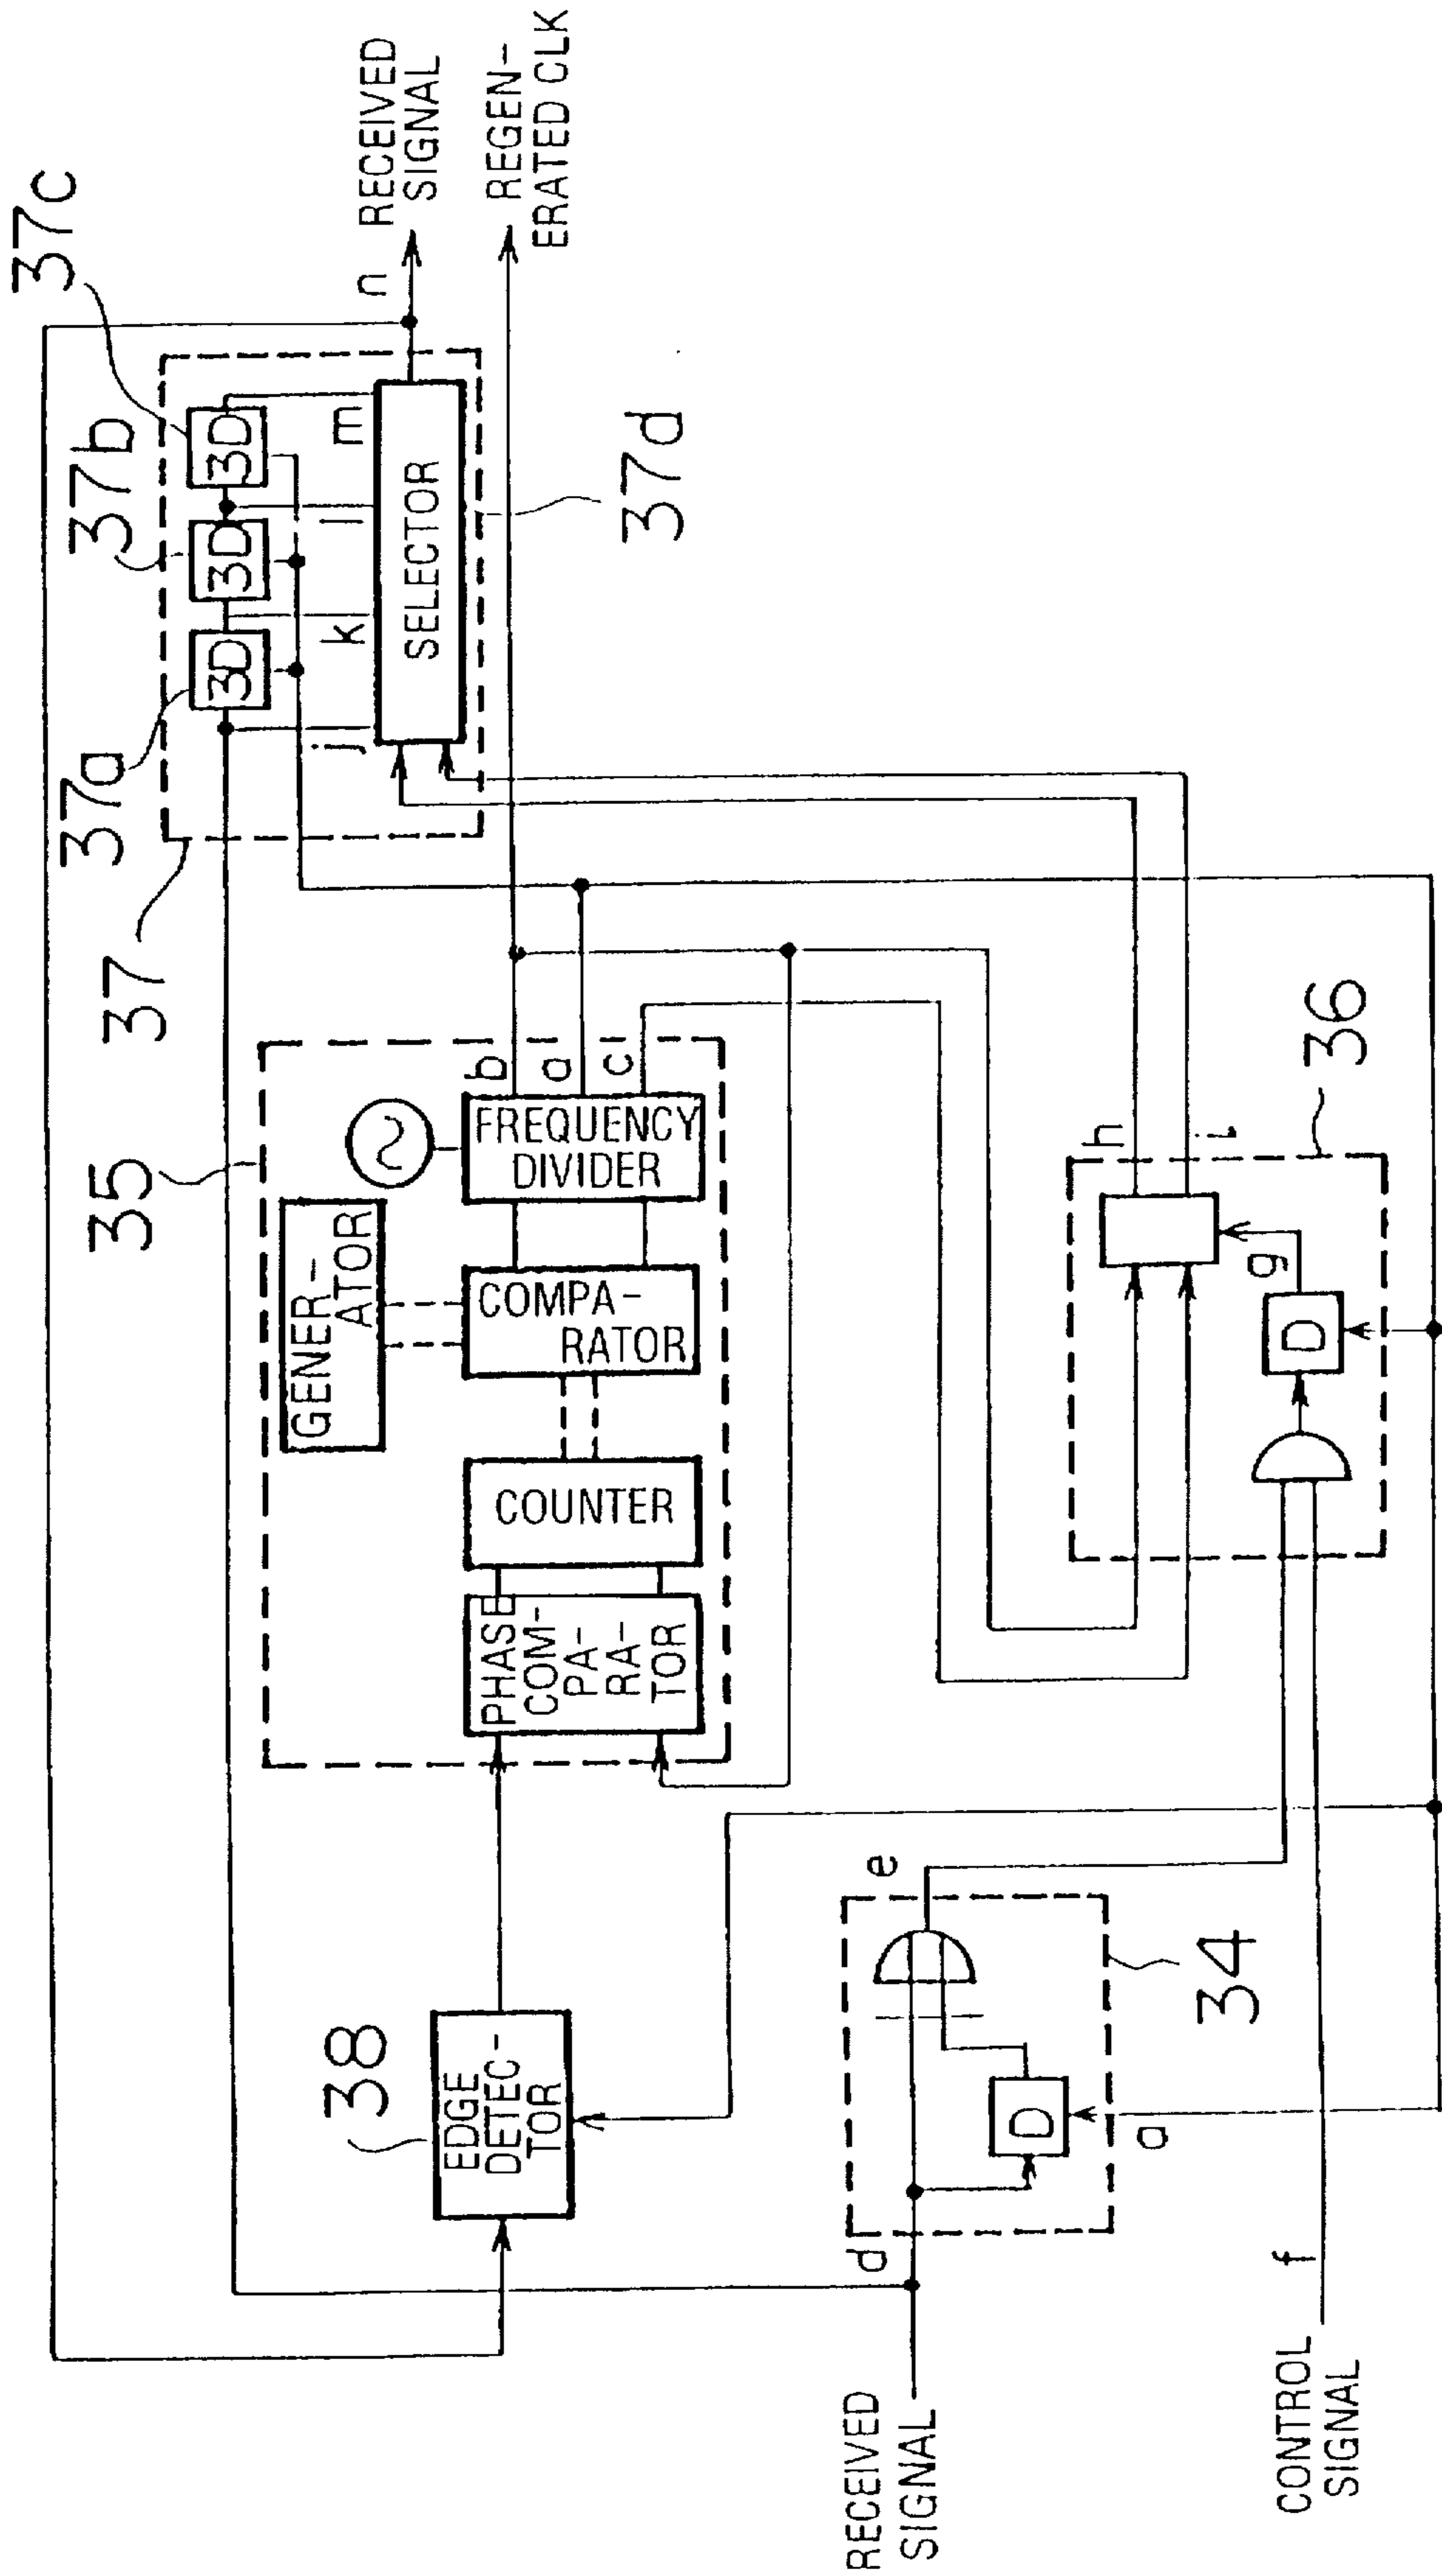 37c
37b
37a
37
RECEIVED
SIGNAL
n
REGEN-
ERATED CLK
3D
3D
3D
j
k
l
m
SELECTOR
37d
35
GENER-
ATOR
PHASE
COM-
PA-
RA-
TOR
COUNTER
COMPA-
RATOR
FREQUENCY
DIVIDER
b
a
c
38
EDGE
DETEC-
TOR
RECEIVED
SIGNAL
d
D
a
e
34
CONTROL
SIGNAL
f
D
g
h
i
36